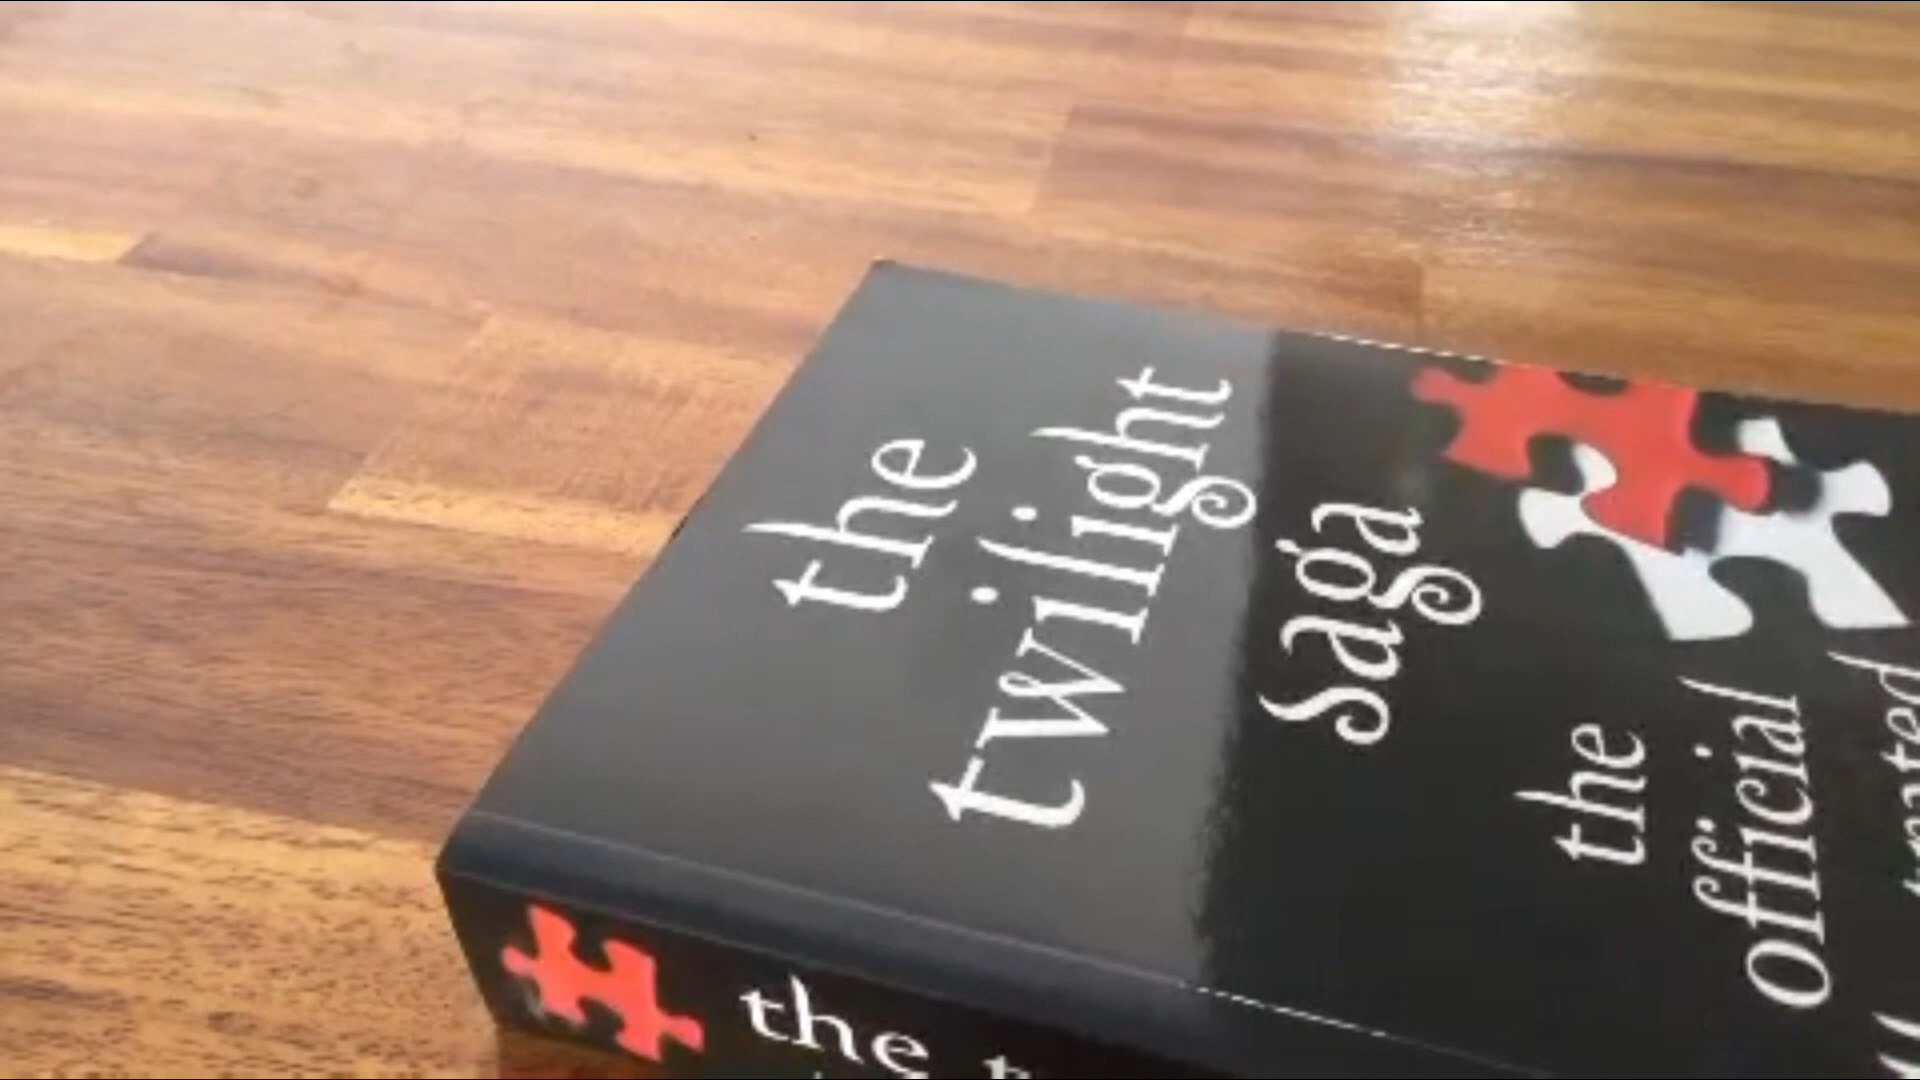 the
twilight
Saga
the
official
the